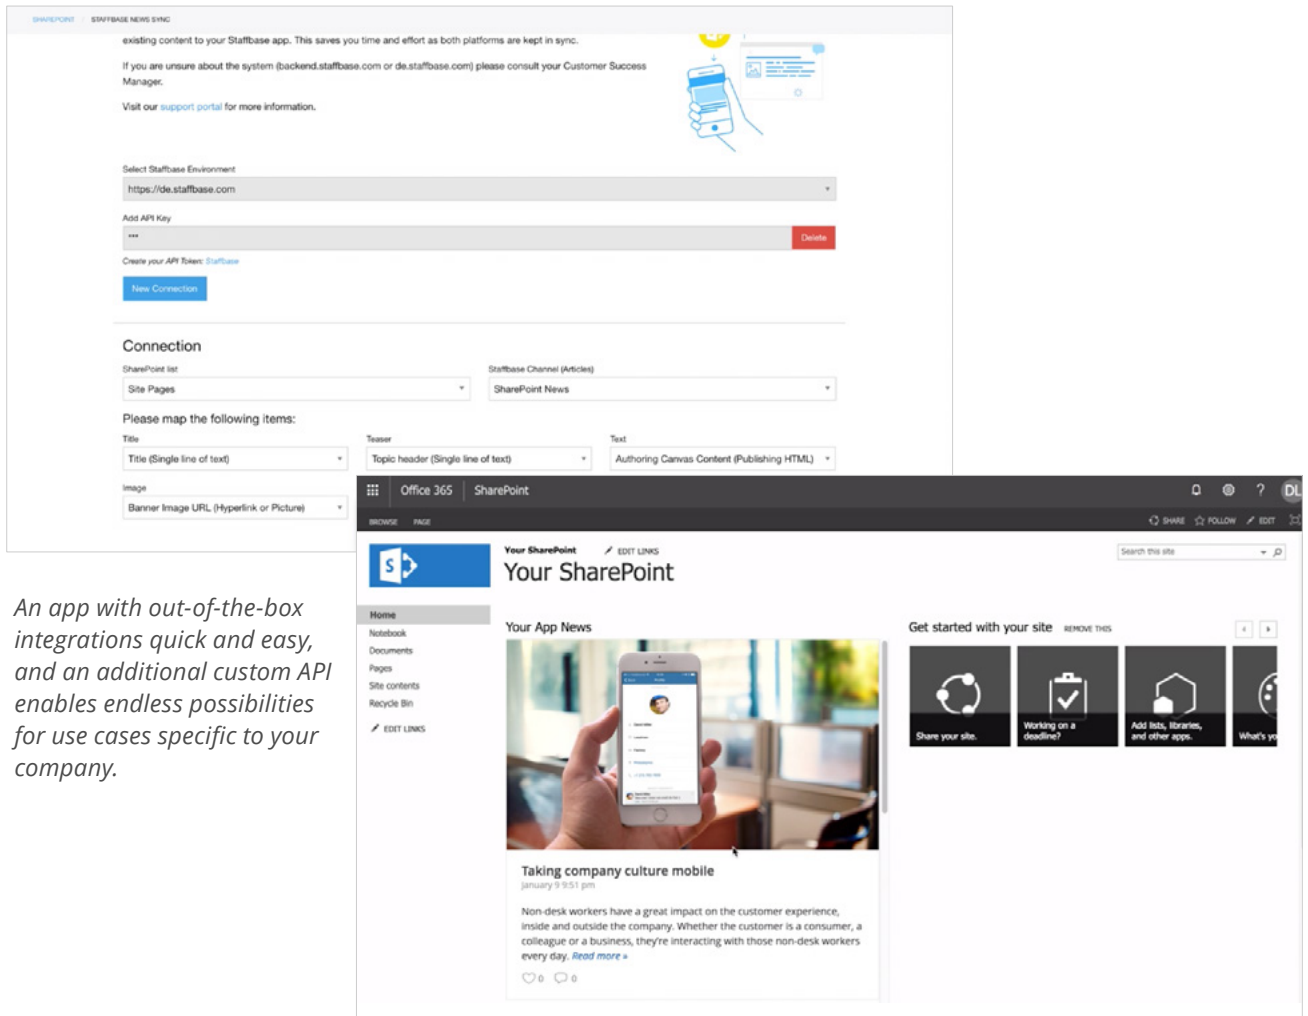 SHAREPOINT / STAFFBASE NEWS SYNC
existing content to your Staffbase app. This saves you time and effort as both platforms are kept in sync.
If you are unsure about the system (backend.staffbase.com or de.staffbase.com) please consult your Customer Success
Manager.
Visit our support portal for more information.
Select Staffbase Environment
https://de.staffbase.com
Add API Key
***
Delete
Create your API Token: Staffbase
New Connection
Connection
SharePoint list
Staffbase Channel (Articles)
Site Pages
SharePoint News
Please map the following items:
Title
Teaser
Text
Title (Single line of text)
Topic header (Single line of text)
Authoring Canvas Content (Publishing HTML)
Image
Banner Image URL (Hyperlink or Picture)
An app with out-of-the-box
integrations quick and easy,
and an additional custom API
enables endless possibilities
for use cases specific to your
company.
Office 365
SharePoint
?
DL
BROWSE
PAGE
SHARE
FOLLOW
EDIT
S
Your SharePoint
EDIT LINKS
Your SharePoint
Search this site
Home
Notebook
Documents
Pages
Site contents
Recycle Bin
EDIT LINKS
Your App News
Taking company culture mobile
January 9 9:51 pm
Non-desk workers have a great impact on the customer experience,
inside and outside the company. Whether the customer is a consumer, a
colleague or a business, they're interacting with those non-desk workers
every day. Read more »
0
0
Get started with your site
REMOVE THIS
Share your site.
Working on a
deadline?
Add lists, libraries,
and other apps.
What's yo